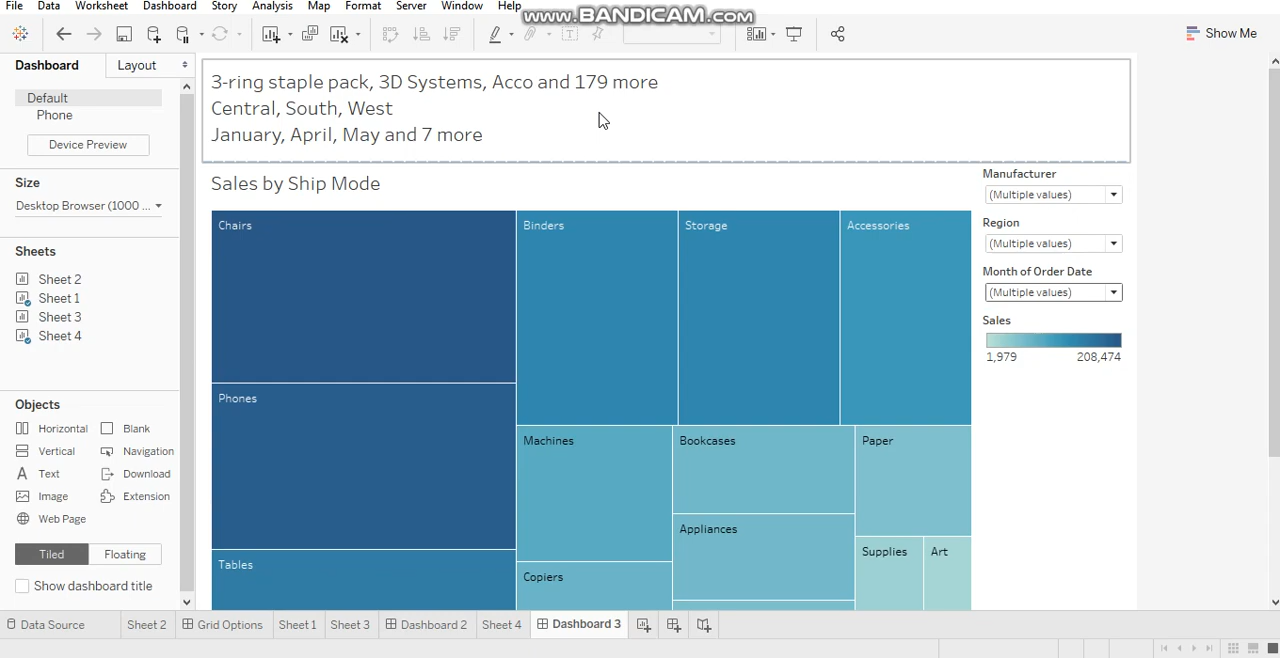 File Data Worksheet Dashboard Story Analysis Map Format Server Window Help
www.BANDICAM.com
Show Me
Dashboard Layout
Default
Phone
Device Preview
Size
Desktop Browser (1000 ...
Sheets
Sheet 2
Sheet 1
Sheet 3
Sheet 4
Objects
Horizontal Blank
Vertical Navigation
Text Download
Image Extension
Web Page
Tiled Floating
Show dashboard title
3-ring staple pack, 3D Systems, Acco and 179 more
Central, South, West
January, April, May and 7 more
Sales by Ship Mode
Chairs
Binders
Storage
Accessories
Phones
Machines
Bookcases
Paper
Appliances
Supplies
Art
Tables
Copiers
Manufacturer
(Multiple values)
Region
(Multiple values)
Month of Order Date
(Multiple values)
Sales
1,979 208,474
Data Source Sheet 2 Grid Options Sheet 1 Sheet 3 Dashboard 2 Sheet 4 Dashboard 3